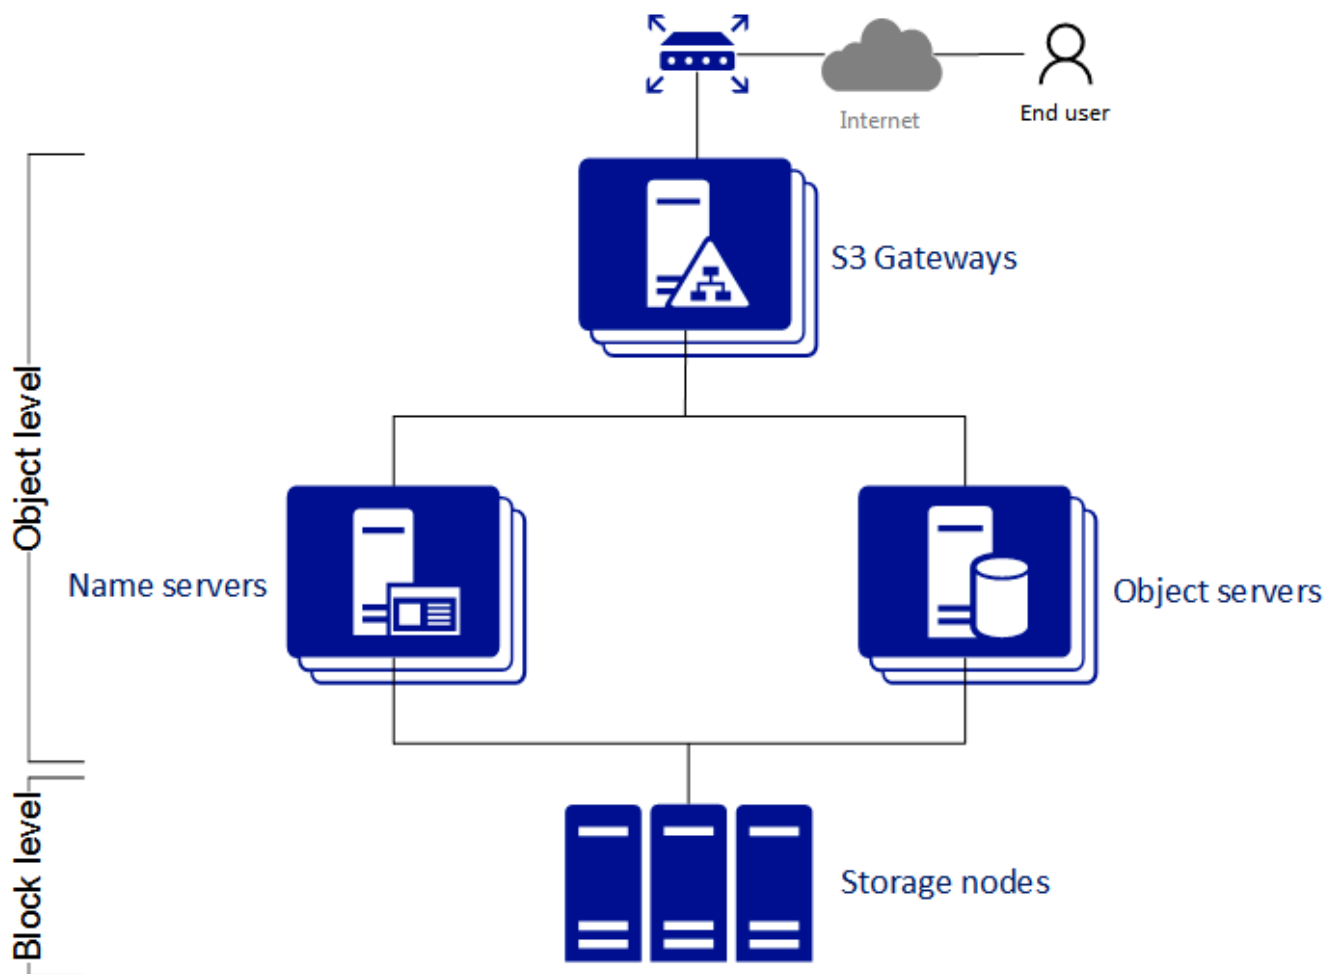 Internet
End user
S3 Gateways
Object level
Name servers
Object servers
Block level
Storage nodes